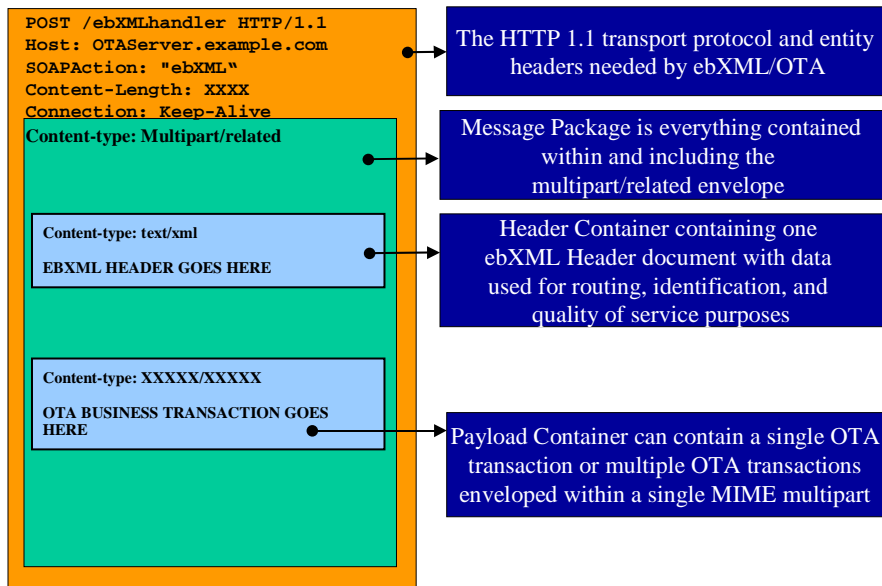 POST /ebXMLhandler HTTP/1.1
Host: OTAServer.example.com
SOAPAction: "ebXML“
Content-Length: XXXX
Connection: Keep-Alive
Content-type: Multipart/related
Content-type: text/xml
EBXML HEADER GOES HERE
Content-type: XXXXX/XXXXX
OTA BUSINESS TRANSACTION GOES
HERE
The HTTP 1.1 transport protocol and entity
headers needed by ebXML/OTA
Message Package is everything contained
within and including the
multipart/related envelope
Header Container containing one
ebXML Header document with data
used for routing, identification, and
quality of service purposes
Payload Container can contain a single OTA
transaction or multiple OTA transactions
enveloped within a single MIME multipart